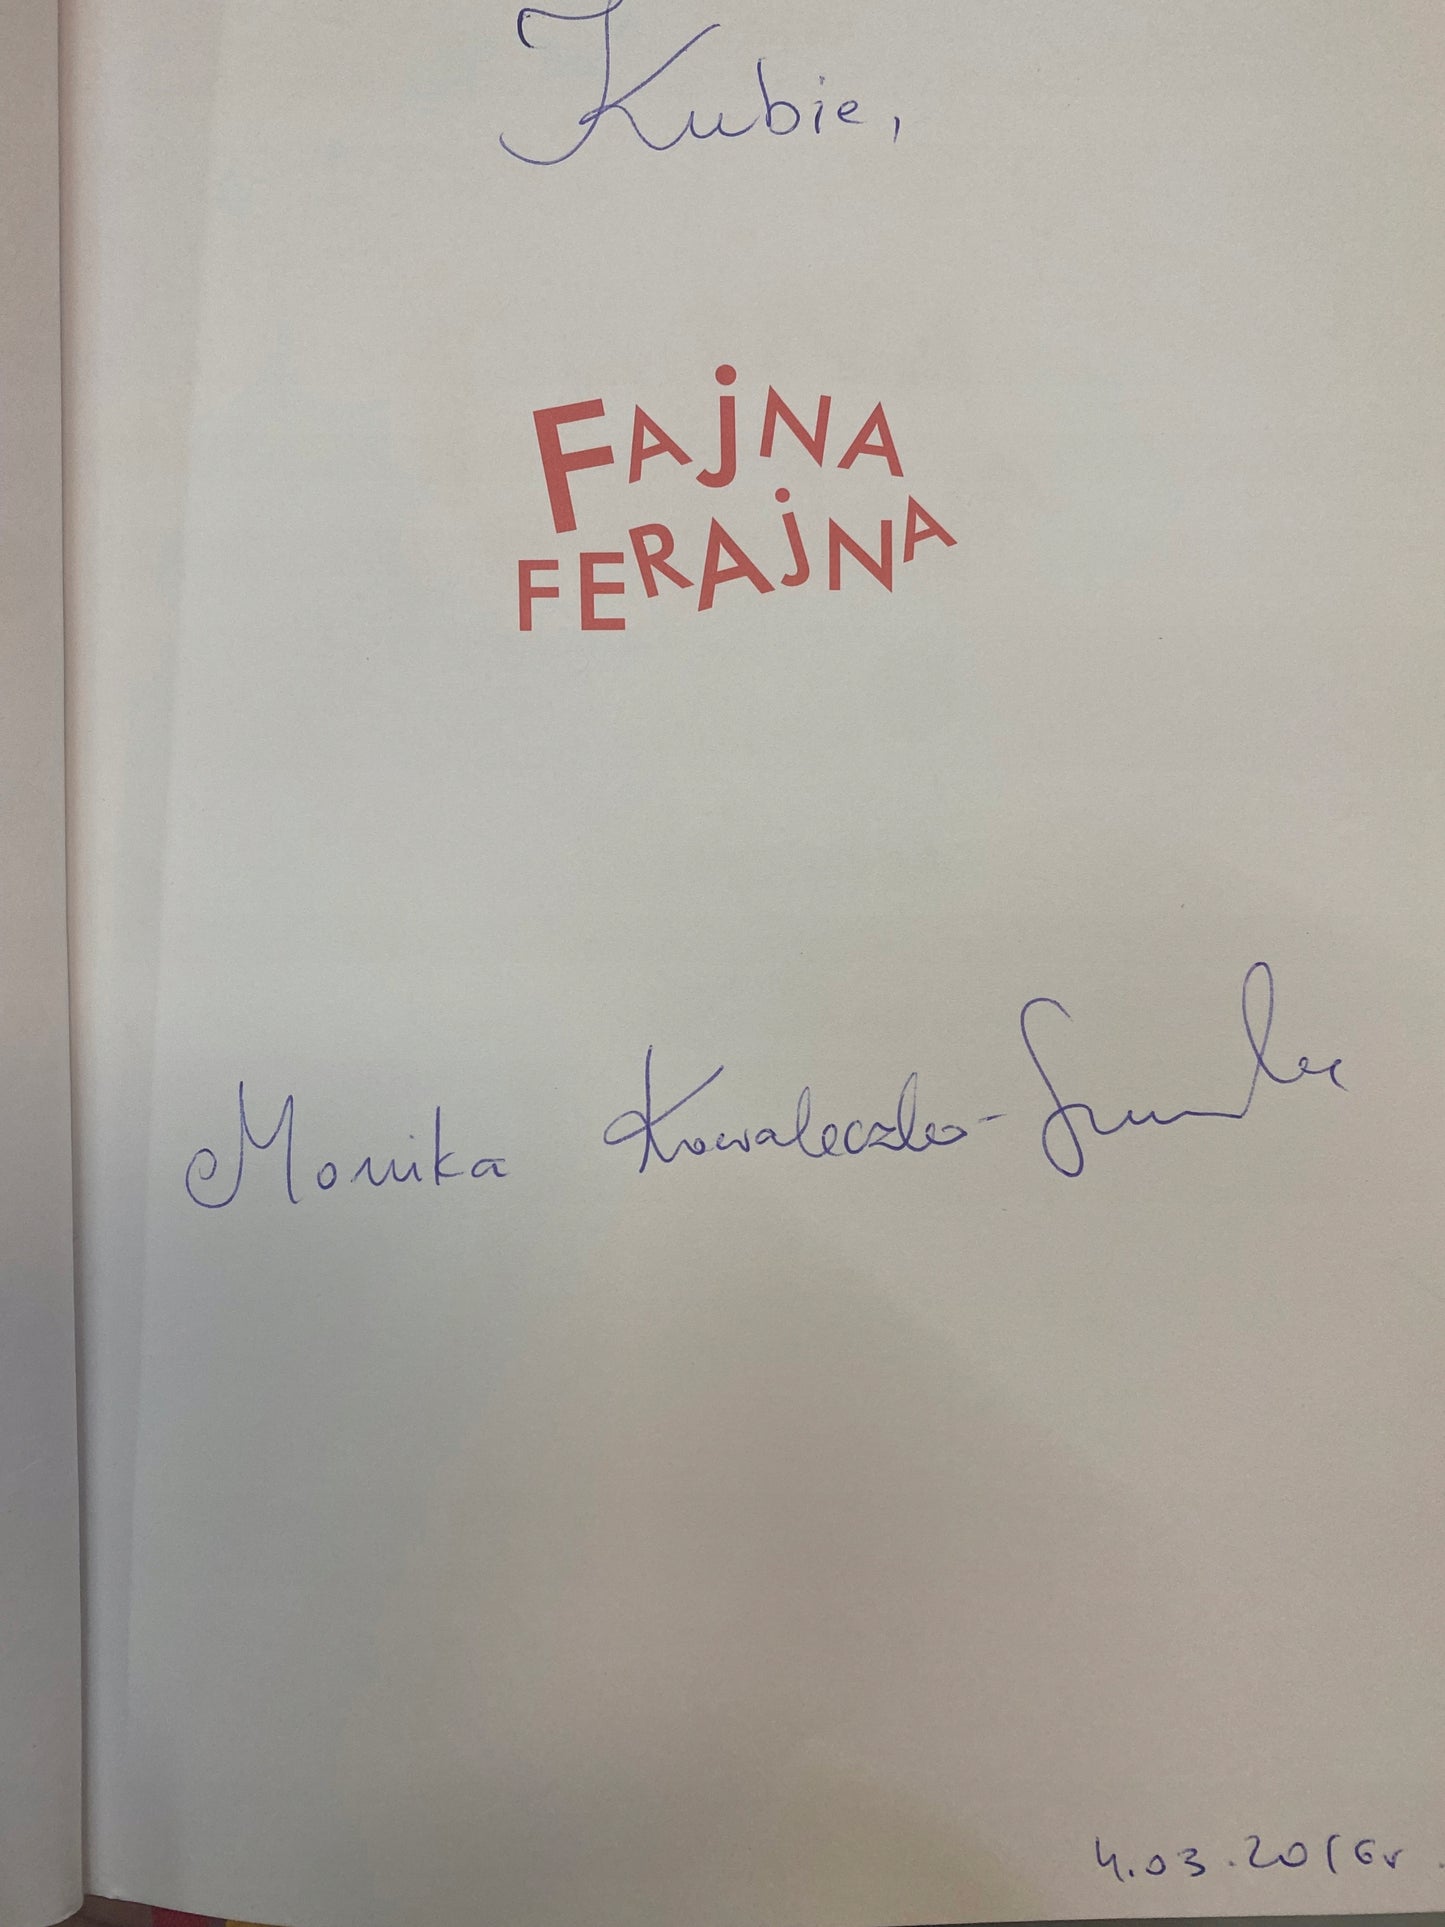 Kubie,
FAJNA
FERAJNA
Monika Kowaleczko-Szumowska
4.03.2016r.